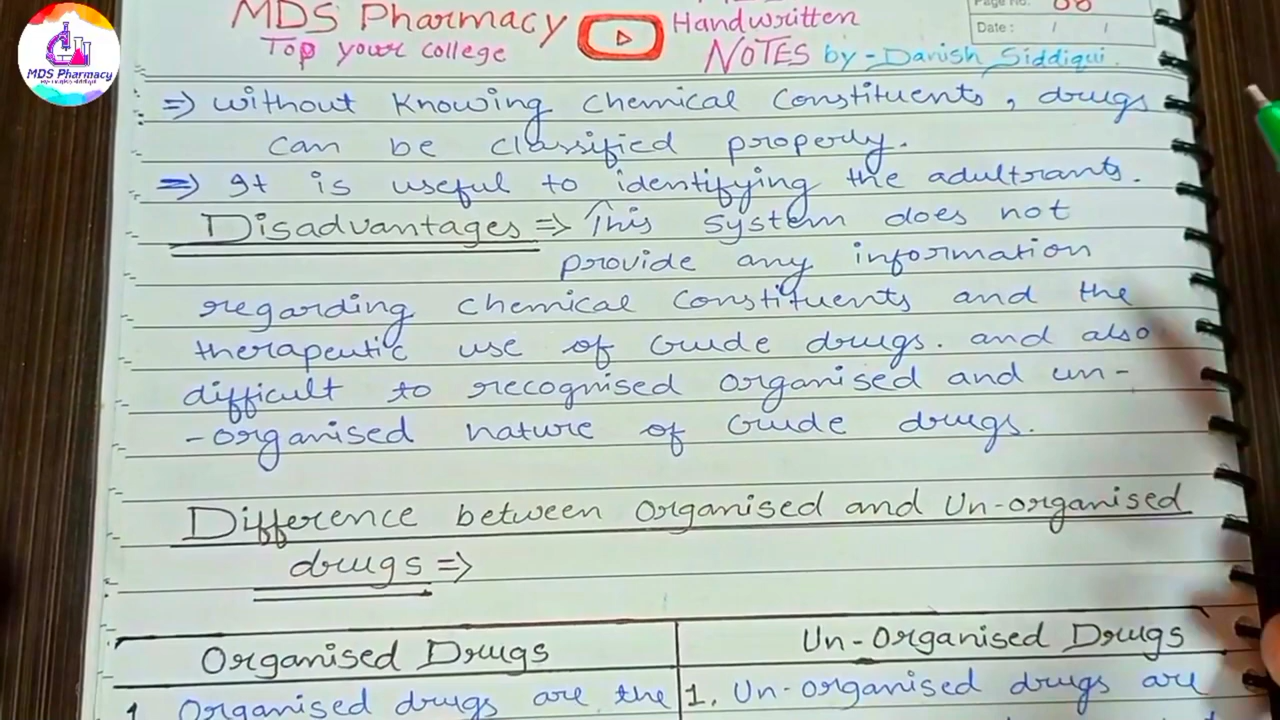 MDS Pharmacy
Top your college
Handwritten
NOTES by - Danish Siddiqui.
Page No. 08
Date: / /
MDS Pharmacy
⇒ without Knowing Chemical Constituents, drugs
can be classified properly.
⇒ It is useful to identifying the adultrants.
Disadvantages ⇒ This system does not
provide any information
regarding chemical constituents and the
therapeutic use of crude drugs. and also
difficult to recognised organised and un-
-organised nature of crude drugs.
Difference between Organised and Un-organised
drugs ⇒
Organised Drugs
Un-Organised Drugs
1. Organised drugs are the
1. Un-organised drugs are